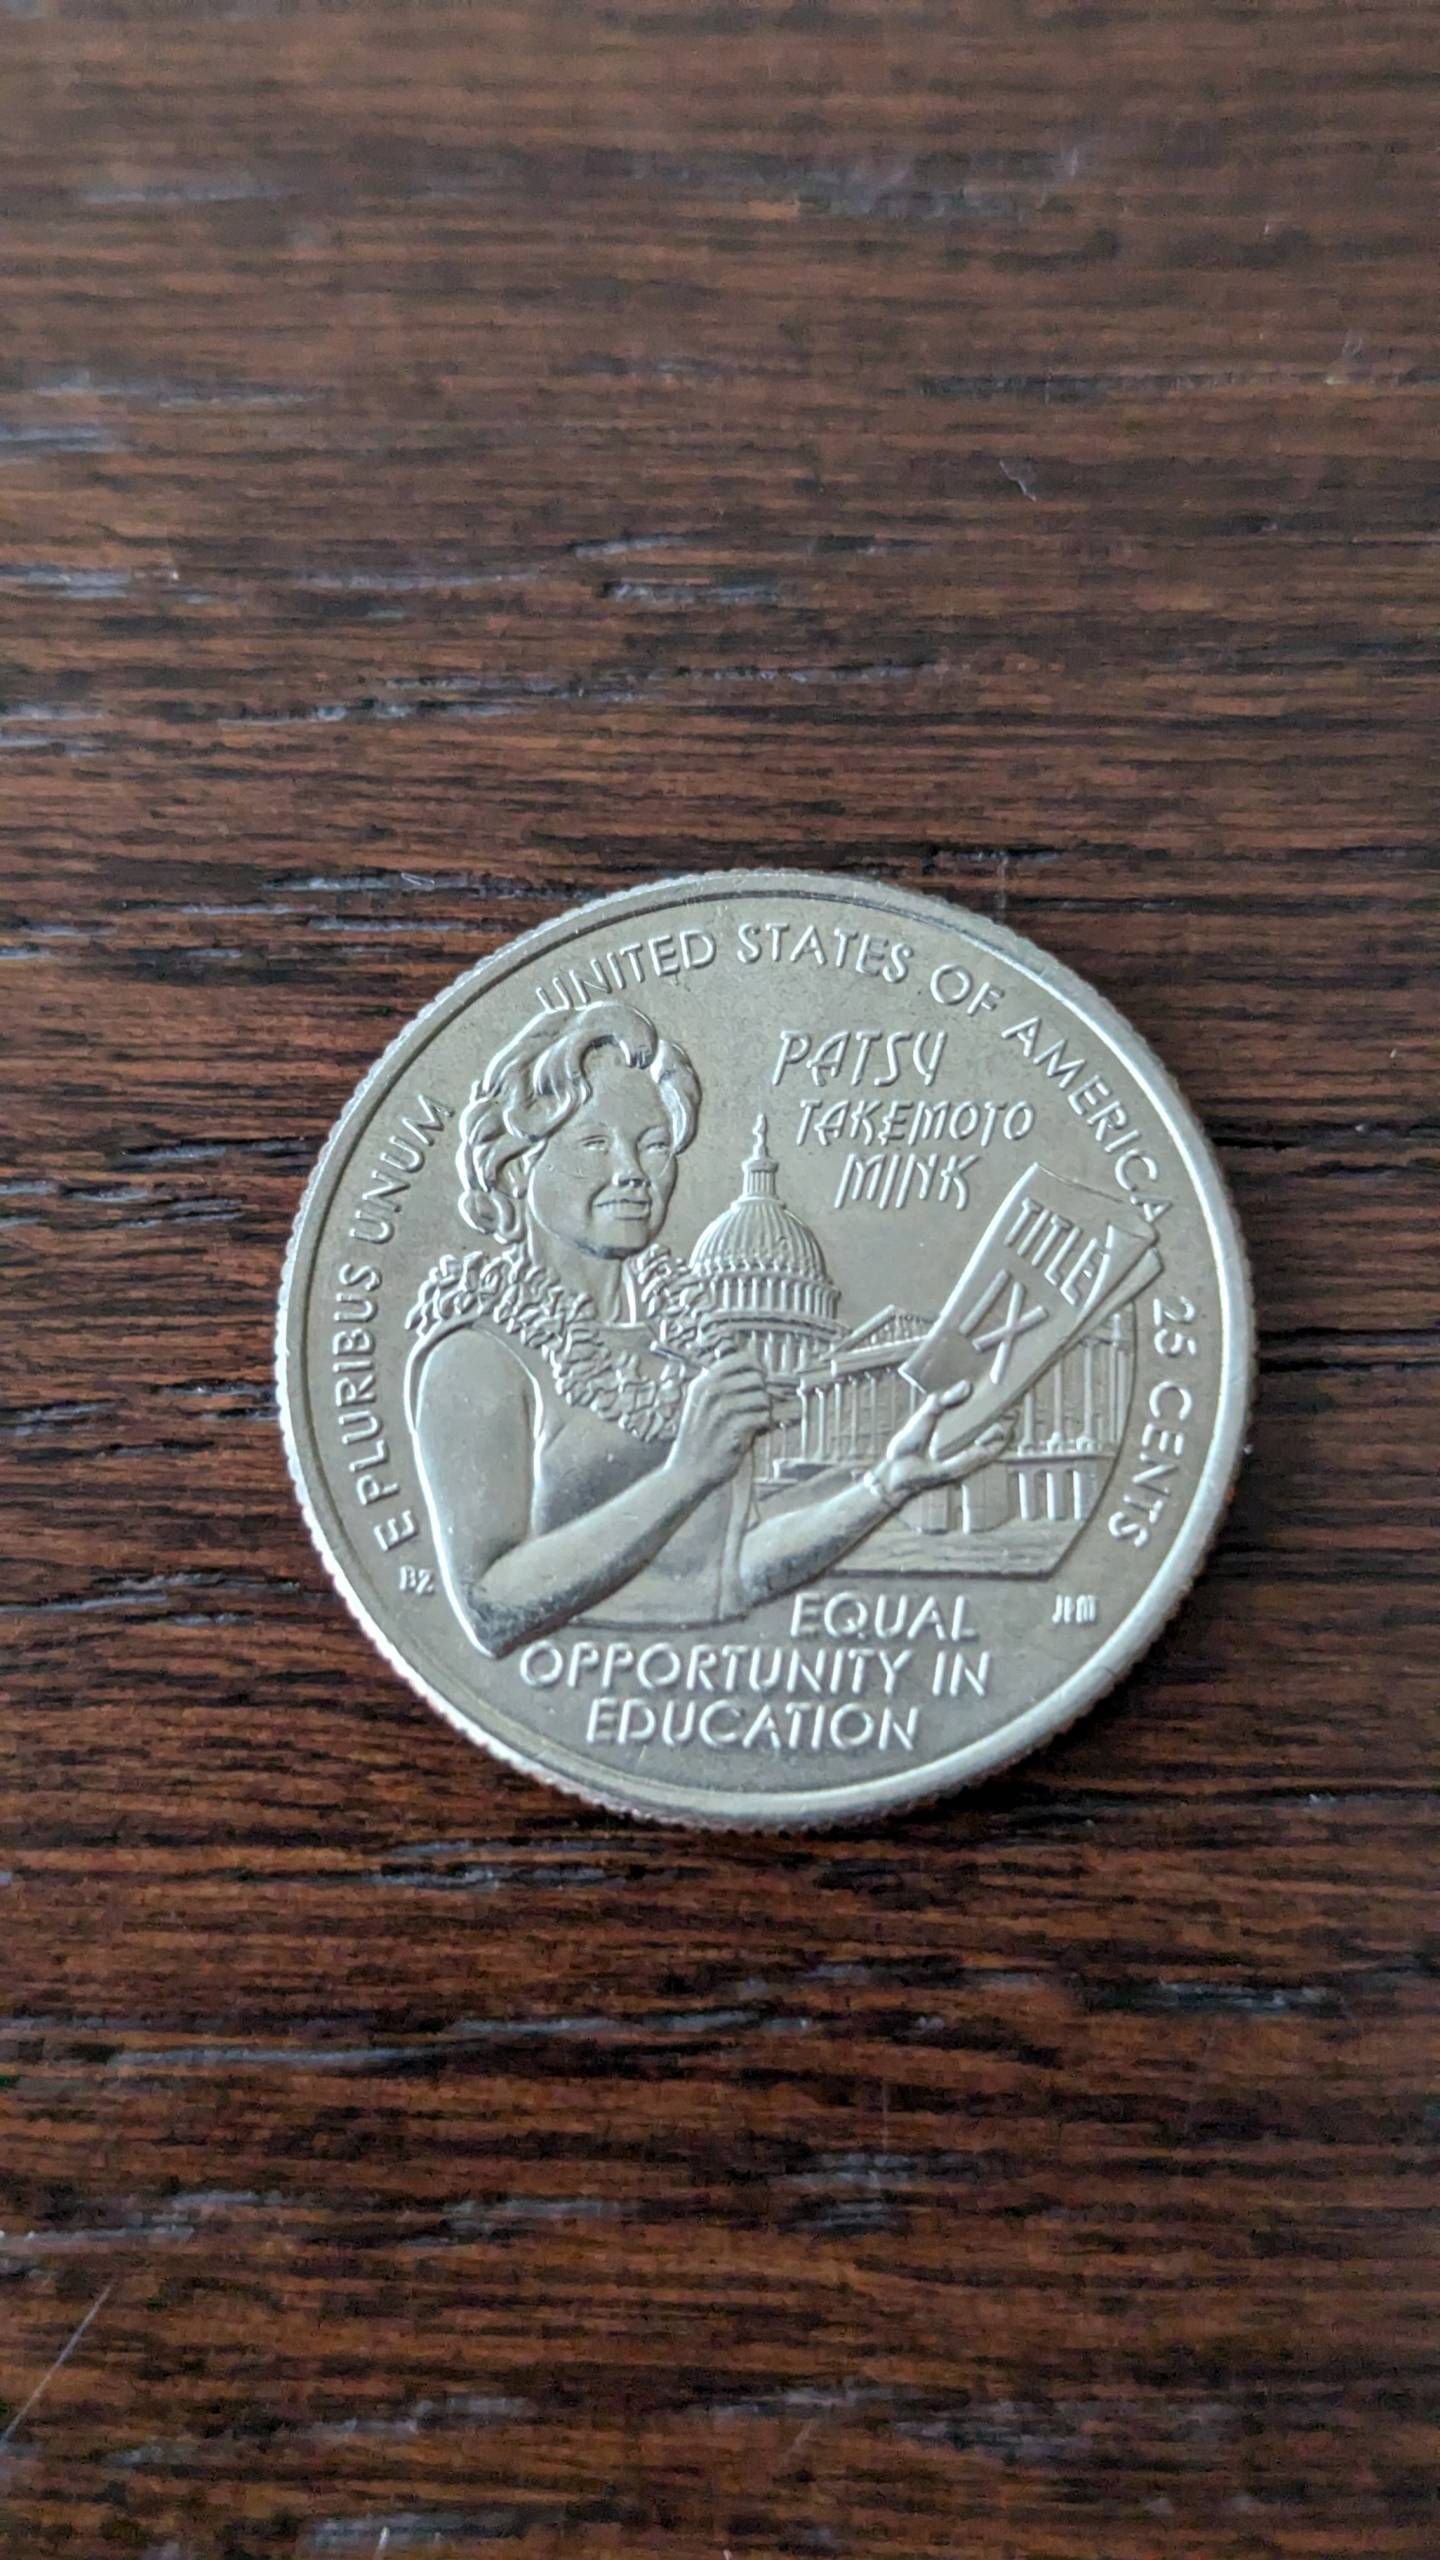 UNITED STATES OF AMERICA
PATSY
TAKEMOTO
MINK
TITLE
IX
25 CENTS
E PLURIBUS UNUM
BZ
JFM
EQUAL
OPPORTUNITY IN
EDUCATION